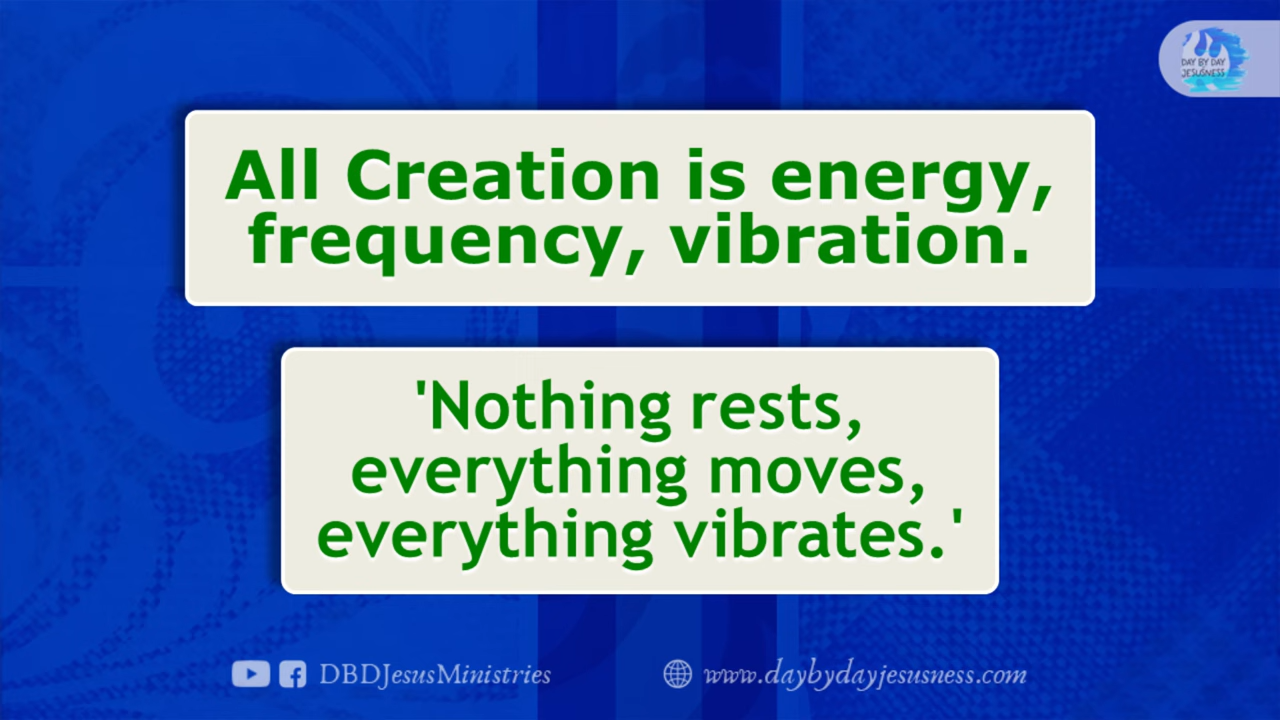 DAY BY DAY
JESUSNESS
All Creation is energy,
frequency, vibration.
'Nothing rests,
everything moves,
everything vibrates.'
DBDJesusMinistries
www.daybydayjesusness.com